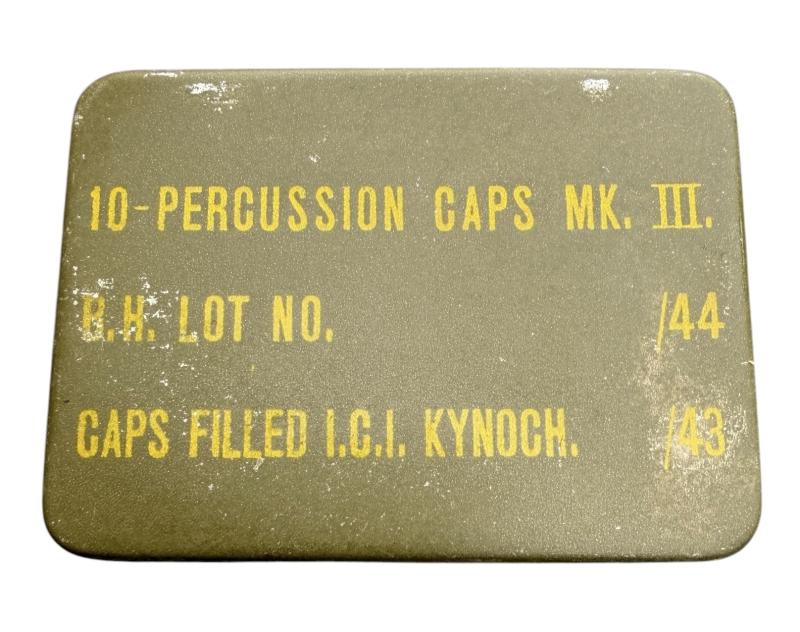 10-PERCUSSION CAPS MK. III.
R.H. LOT NO. /44
CAPS FILLED I.C.I. KYNOCH. /43